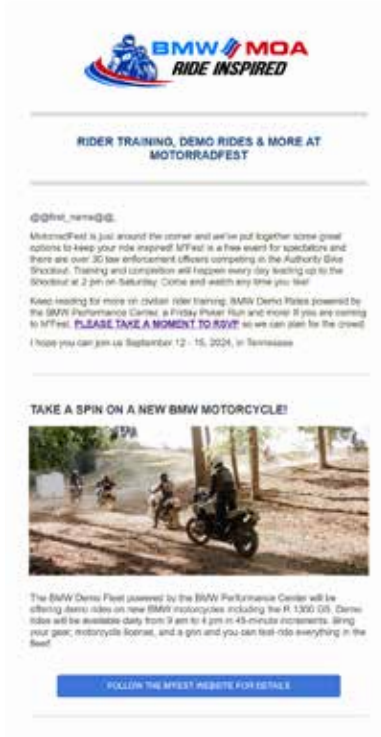 BMW MOA
RIDE INSPIRED
RIDER TRAINING, DEMO RIDES & MORE AT
MOTORRADFEST
@@first_name@@,
MotorradFest is just around the corner and we've put together some great
options to keep your ride inspired! M'Fest is a free event for spectators and
there are over 30 law enforcement officers competing in the Authority Bike
Shootout. Training and competition will happen every day leading up to the
Shootout at 2 pm on Saturday. Come and watch any time you like!
Keep reading for more on civilian rider training, BMW Demo Rides powered by
the BMW Performance Center, a Friday Poker Run and more! If you are coming
to M'Fest, PLEASE TAKE A MOMENT TO RSVP so we can plan for the crowd.
I hope you can join us September 12 - 15, 2024, in Tennessee.
TAKE A SPIN ON A NEW BMW MOTORCYCLE!
The BMW Demo Fleet powered by the BMW Performance Center will be
offering demo rides on new BMW motorcycles including the R 1300 GS. Demo
rides will be available daily from 9 am to 4 pm in 45-minute increments. Bring
your gear, motorcycle license, and a grin and you can test-ride everything in the
fleet!
FOLLOW THE M'FEST WEBSITE FOR DETAILS